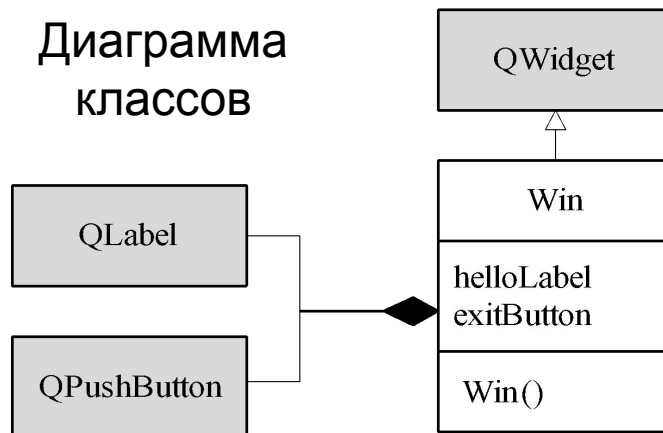 Диаграмма
классов
QWidget
Win
QLabel
helloLabel
exitButton
QPushButton
Win()